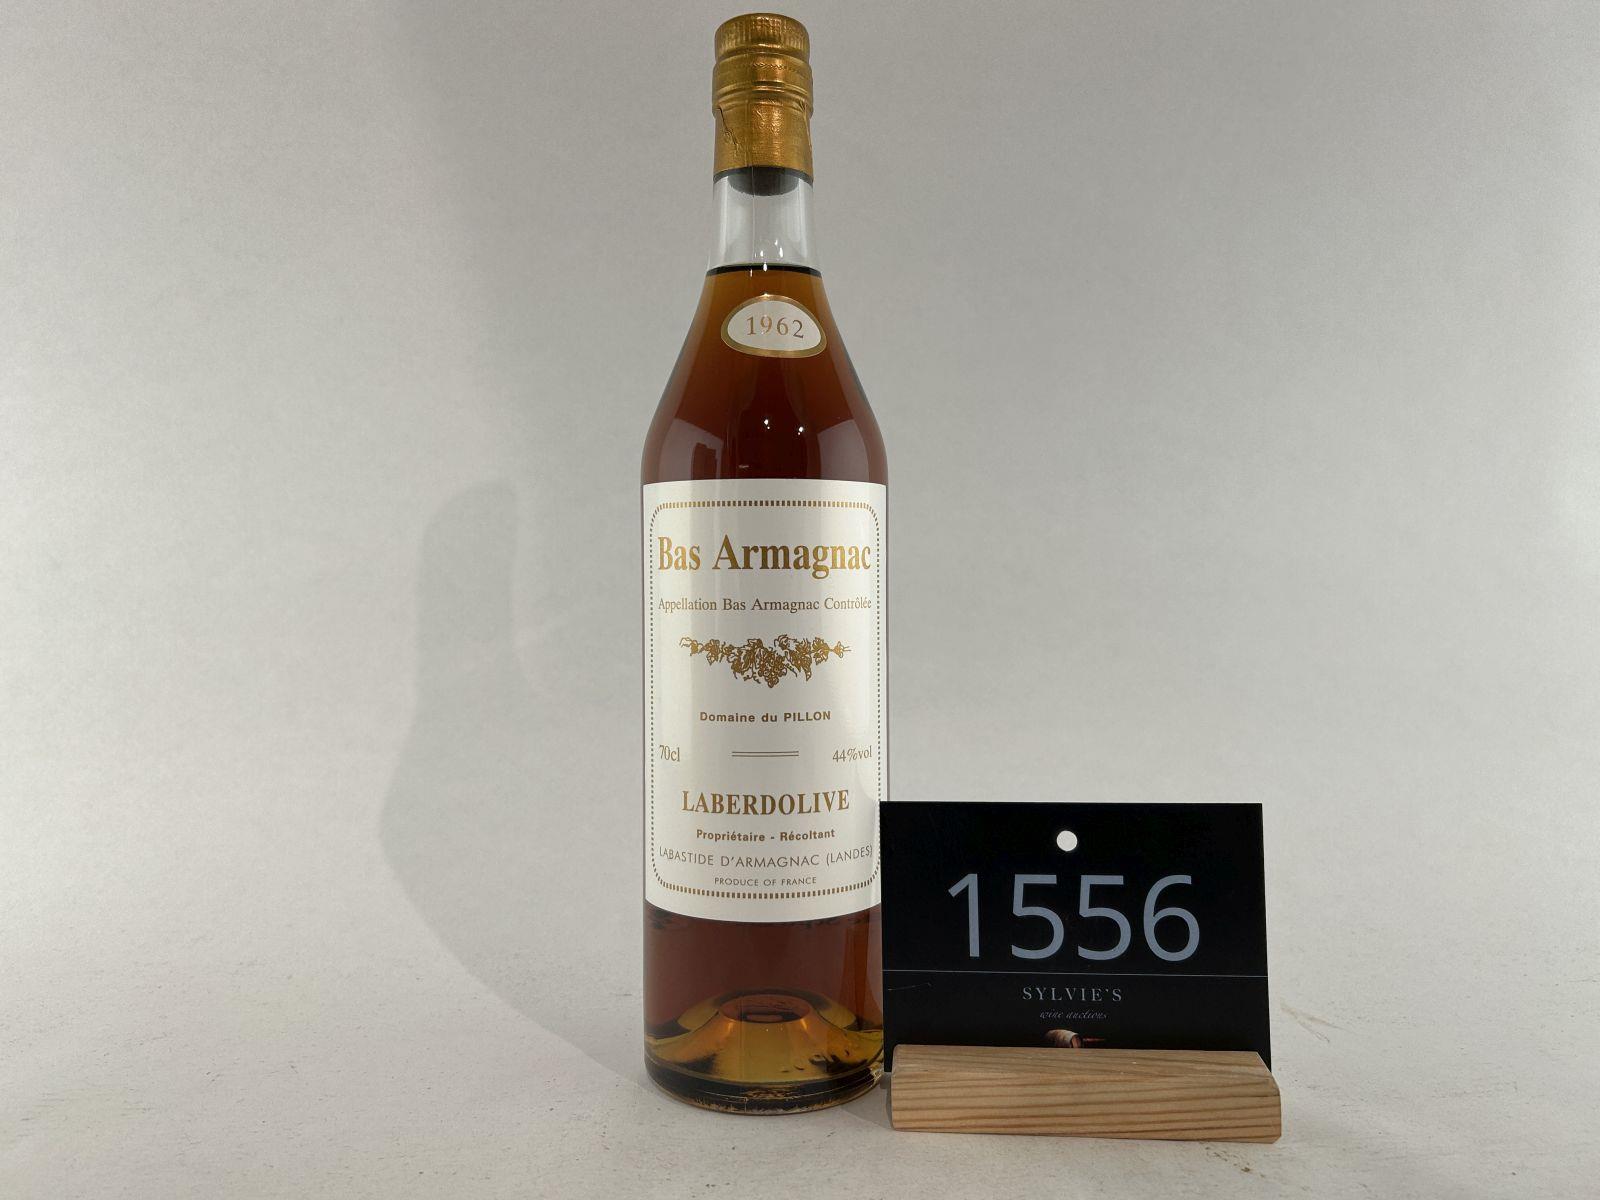 1962
Bas Armagnac
Appellation Bas Armagnac Contrôlée
Domaine du PILLON
70cl 44%vol
LABERDOLIVE
Propriétaire - Récoltant
LABASTIDE D'ARMAGNAC (LANDES)
PRODUCE OF FRANCE
1556
SYLVIE'S
wine auctions